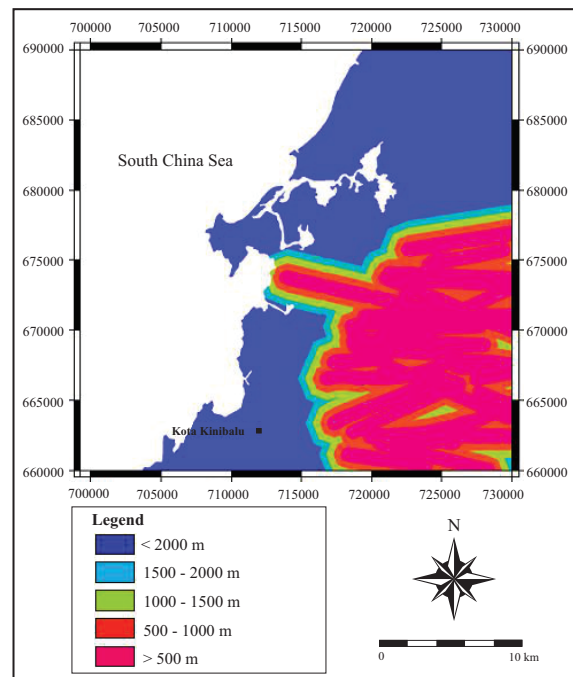 700000 705000 710000 715000 720000 725000 730000
690000 690000
685000 685000
South China Sea
680000 680000
675000 675000
670000 670000
665000 665000
Kota Kinibalu
660000 660000
700000 705000 710000 715000 720000 725000 730000
Legend
< 2000 m
1500 - 2000 m
1000 - 1500 m
500 - 1000 m
> 500 m
N
0 10 km